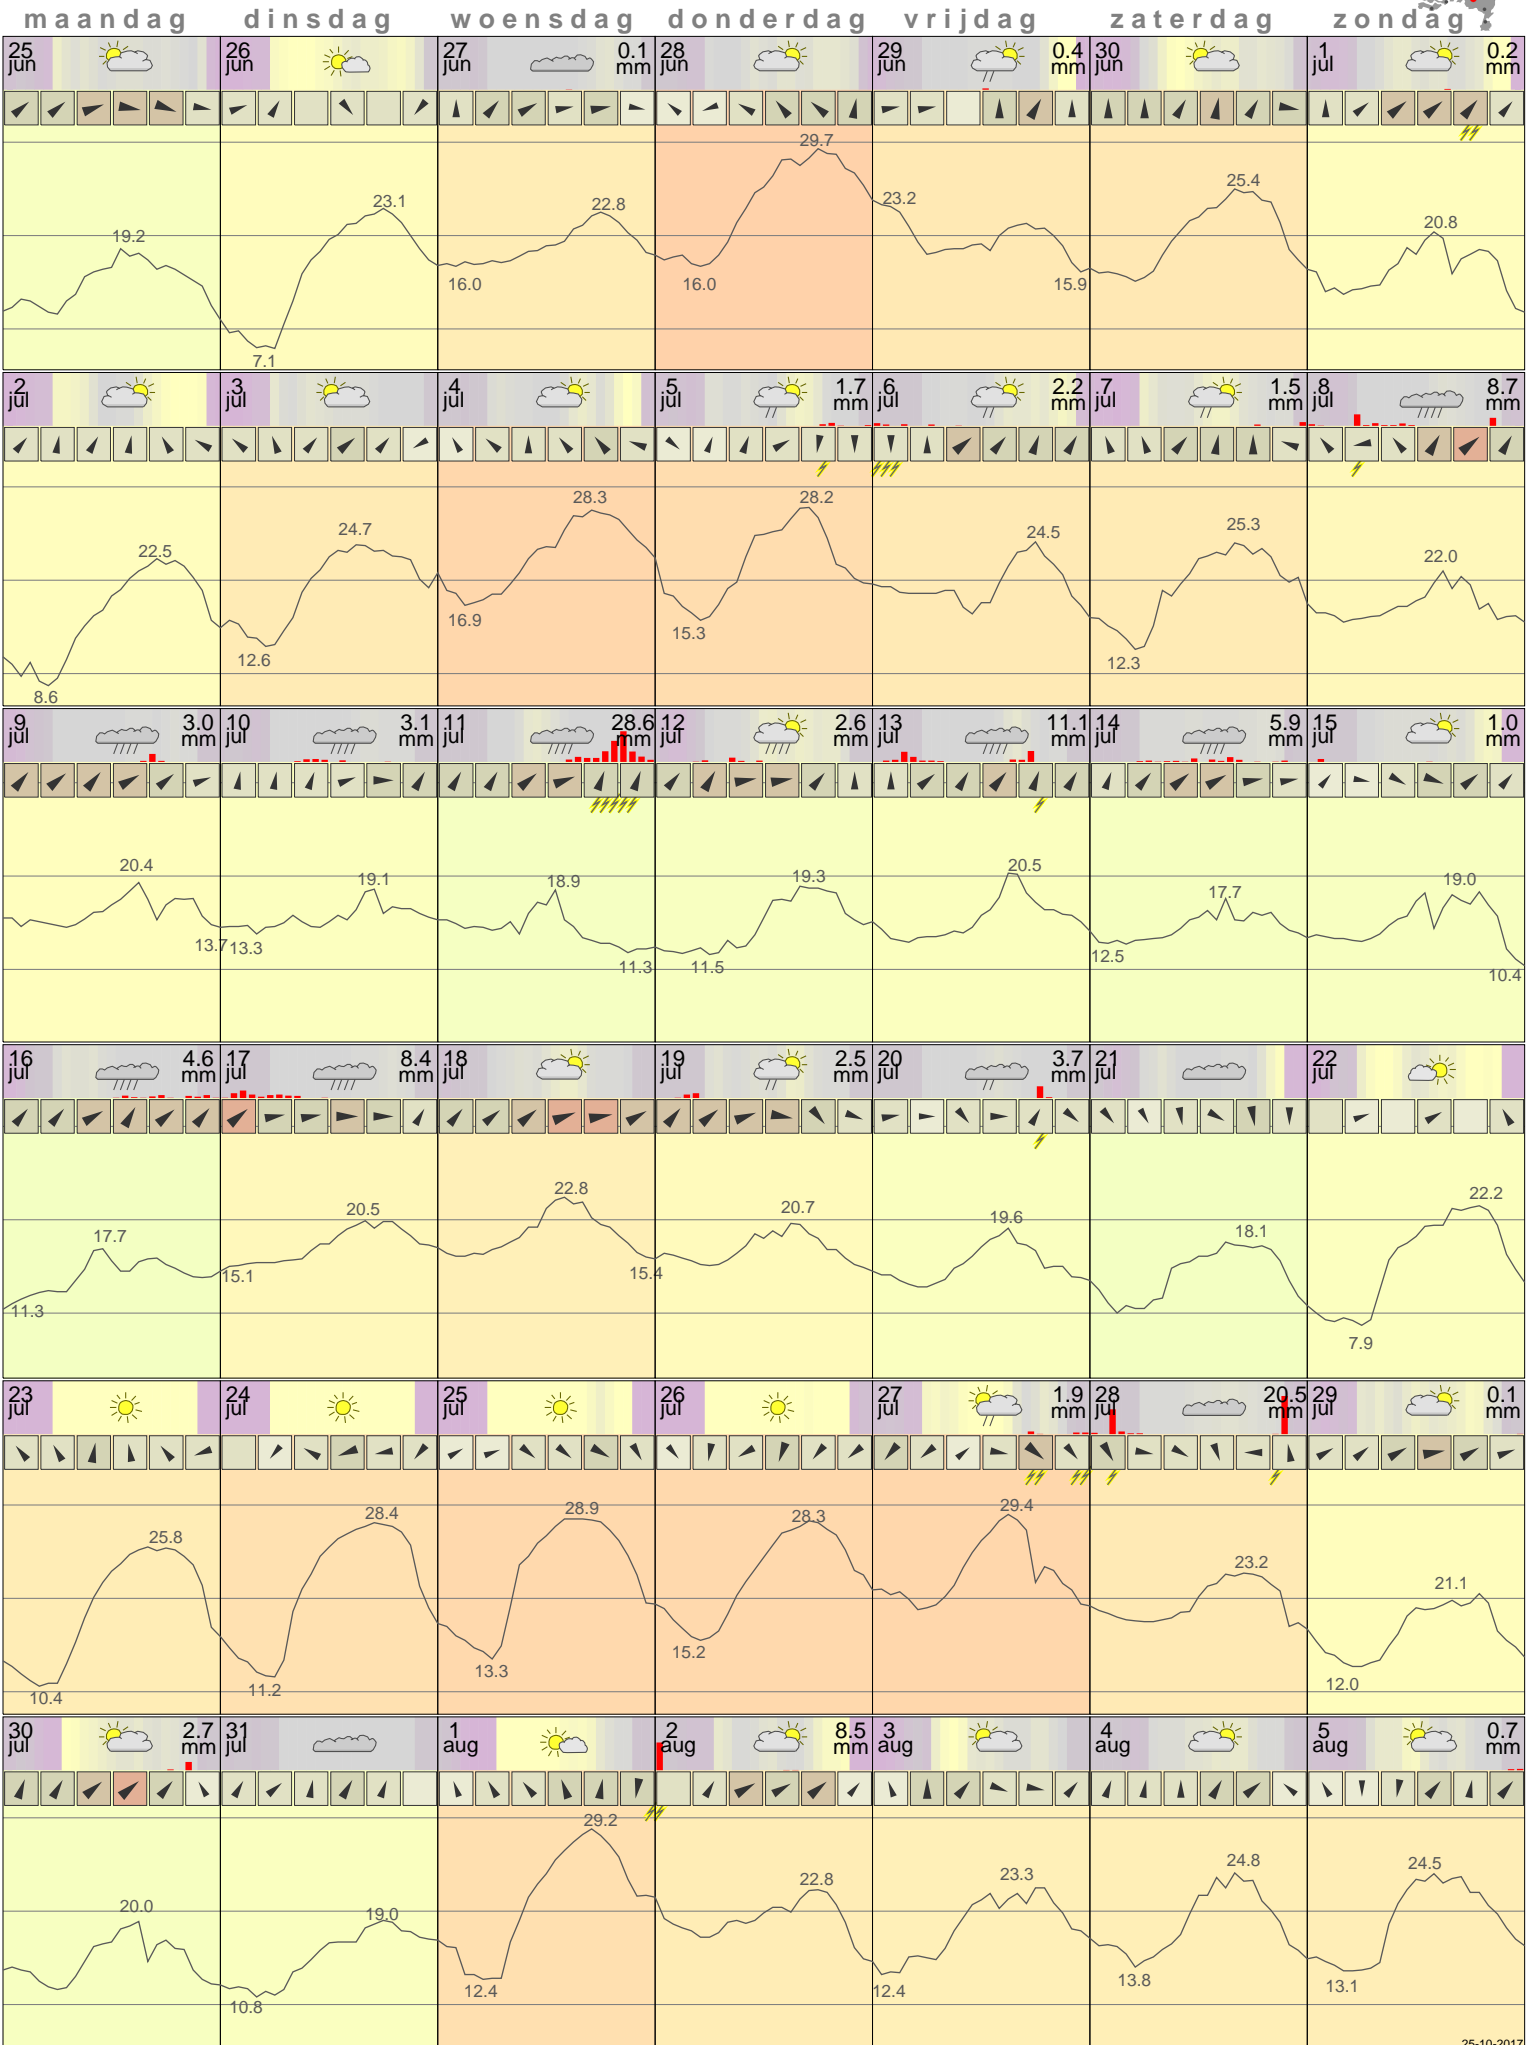 maandag dinsdag woensdag donderdag vrijdag zaterdag zondag
25 26 27 0.1 28 29 0.4 30 1 0.2
jun jun jun mm jun jun mm jun jul mm
29.7
25.4
23.2
23.1 22.8
20.8
19.2
16.0 16.0 15.9
7.1
2 3 4 5 1.7 6 2.2 7 1.5 8 8.7
jul jul jul jul mm jul mm jul mm jul mm
28.3 28.2
24.7 24.5 25.3
22.5 22.0
16.9
15.3
12.6 12.3
8.6
9 3.0 10 3.1 11 28.6 12 2.6 13 11.1 14 5.9 15 1.0
jul mm jul mm jul mm jul mm jul mm jul mm jul mm
20.4 20.5
19.1 18.9 19.3 19.0
17.7
13.7 13.3
12.5
11.3 11.5
10.4
16 4.6 17 8.4 18 19 2.5 20 3.7 21 22
jul mm jul mm jul jul mm jul mm jul jul
22.8 22.2
20.5 20.7
19.6
17.7 18.1
15.1 15.4
11.3
7.9
23 24 25 26 27 1.9 28 20.5 29 0.1
jul jul jul jul jul mm jul mm jul mm
28.4 28.9 28.3 29.4
25.8
23.2
21.1
15.2
13.3
12.0
10.4 11.2
30 2.7 31 1 2 8.5 3 4 5 0.7
jul mm jul aug aug mm aug aug aug mm
29.2
24.8 24.5
22.8 23.3
20.0
19.0
13.8 13.1
12.4 12.4
10.8
25-10-2017